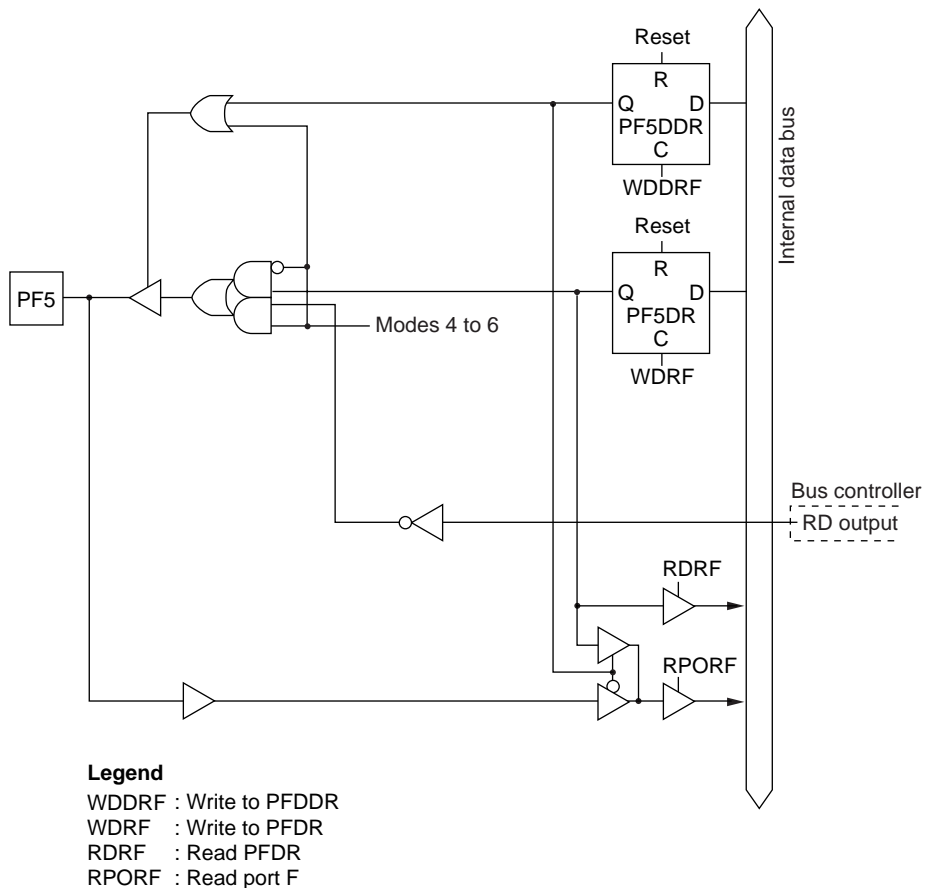 Reset
R
Q D
PF5DDR
C
WDDRF
Internal data bus
Reset
R
PF5
Q D
PF5DR
C
Modes 4 to 6
WDRF
Bus controller
RD output
RDRF
RPORF
Legend
WDDRF : Write to PFDDR
WDRF : Write to PFDR
RDRF : Read PFDR
RPORF : Read port F